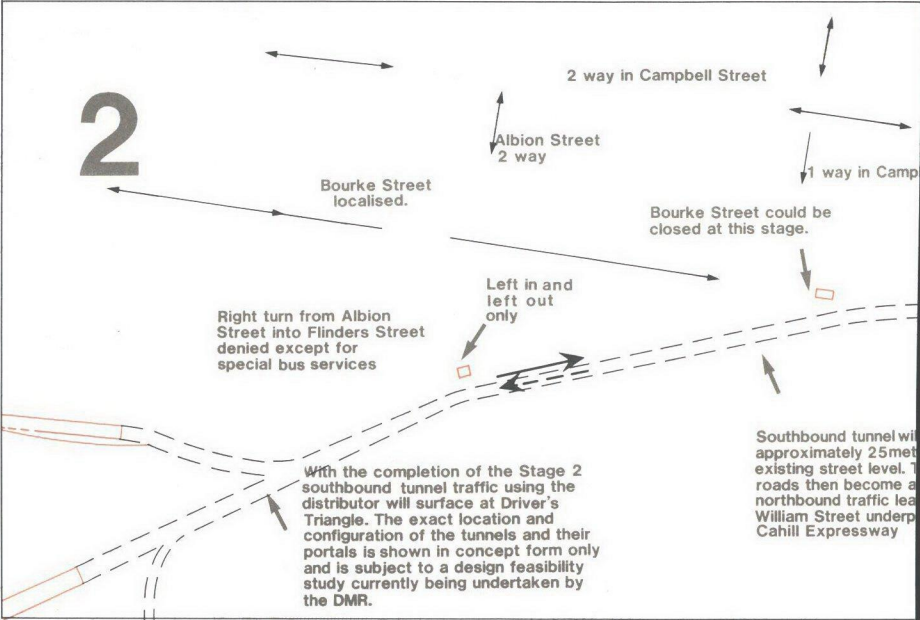 2
2 way in Campbell Street
Albion Street
2 way
1 way in
Bourke Street
localised.
Bourke Street could be
closed at this stage.
Left in and
left out
only
Right turn from Albion
Street into Flinders Street
denied except for
special bus services
With the completion of the Stage 2
southbound tunnel traffic using the
distributor will surface at Driver's
Triangle. The exact location and
configuration of the tunnels and their
portals is shown in concept form only
and is subject to a design feasibility
study currently being undertaken by
the DMR.
Southbound tunnel
approximately 25
existing street level.
roads then become a
northbound traffic
William Street
Cahill Expressway